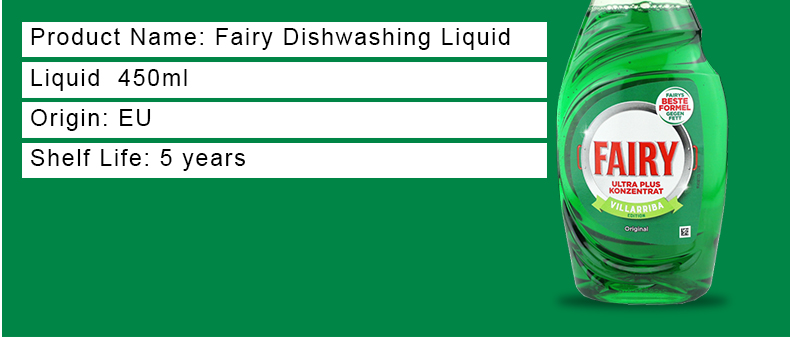 Product Name: Fairy Dishwashing Liquid
Liquid  450ml
Origin: EU
Shelf Life: 5 years
FAIRYS
BESTE
FORMEL
GEGEN
FETT
FAIRY
ULTRA PLUS
KONZENTRAT
VILLARRIBA
EDITION
Original